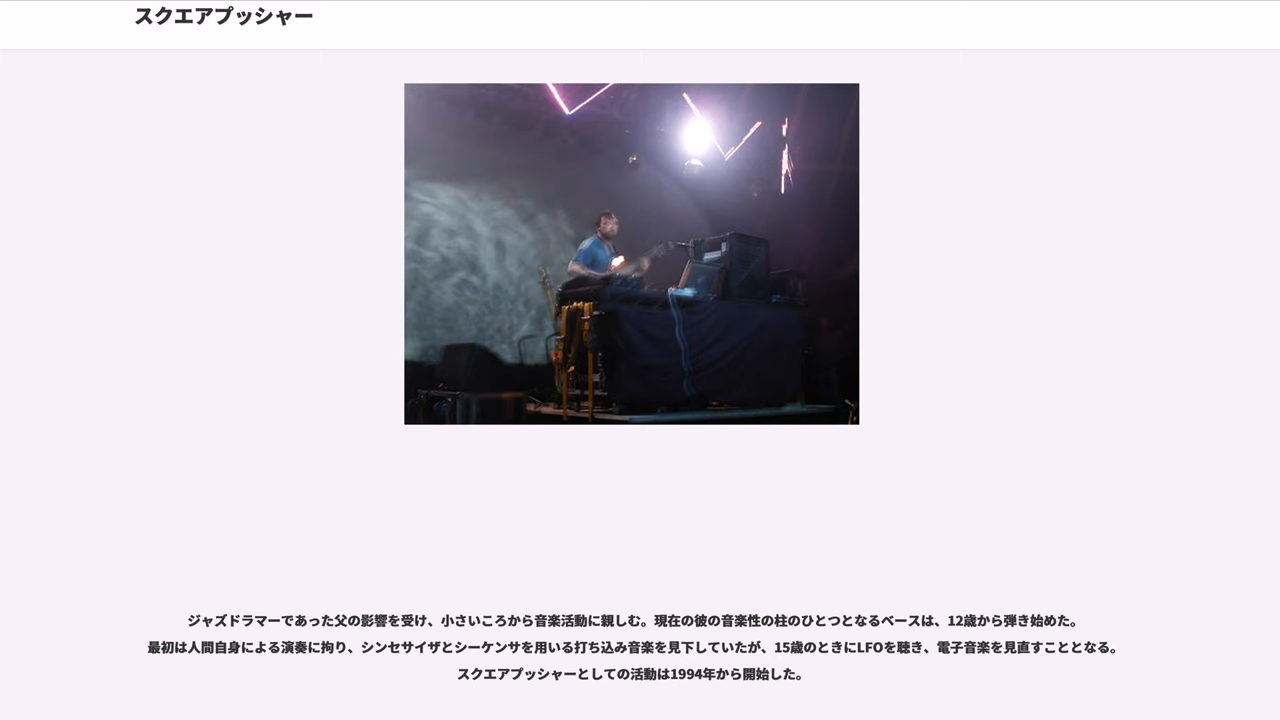 スクエアプッシャー
ジャズドラマーであった父の影響を受け、小さいころから音楽活動に親しむ。現在の彼の音楽性の柱のひとつとなるベースは、12歳から弾き始めた。
最初は人間自身による演奏に拘り、シンセサイザとシーケンサを用いる打ち込み音楽を見下していたが、15歳のときにLFOを聴き、電子音楽を見直すこととなる。
スクエアプッシャーとしての活動は1994年から開始した。